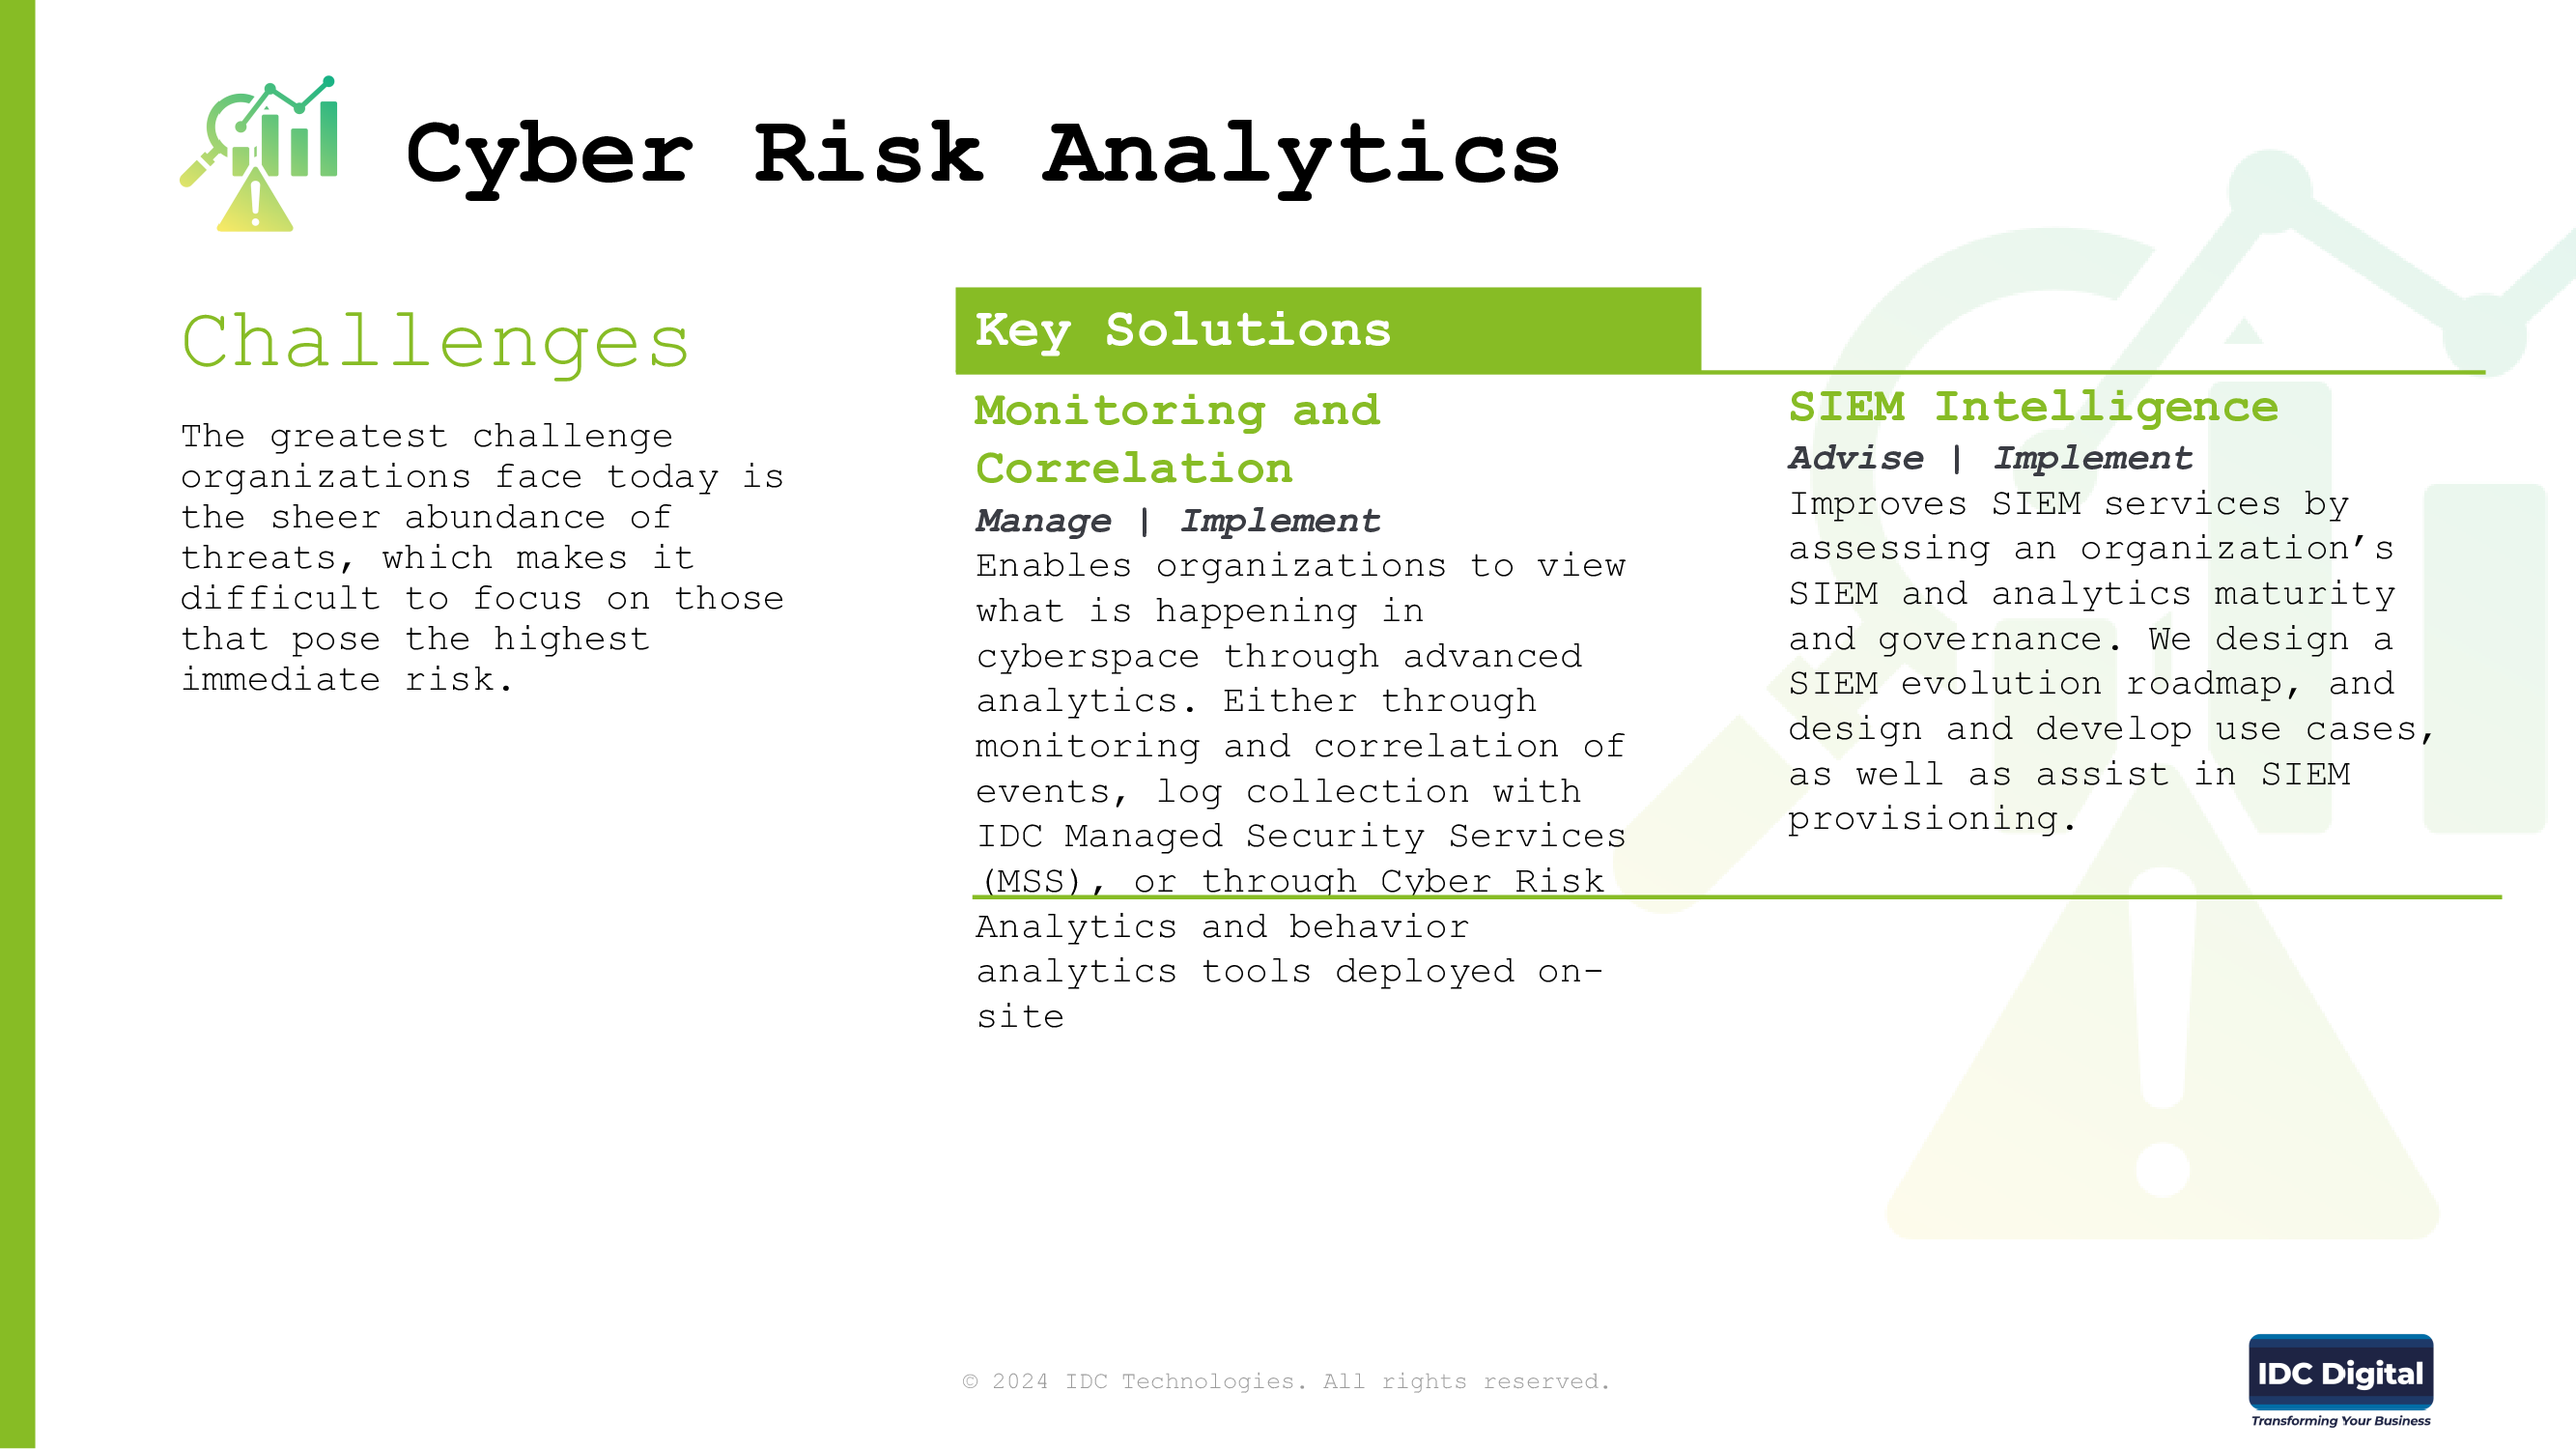 Cyber Risk Analytics
Challenges
The greatest challenge
organizations face today is
the sheer abundance of
threats, which makes it
difficult to focus on those
that pose the highest
immediate risk.
Key Solutions
Monitoring and
Correlation
Manage | Implement
Enables organizations to view
what is happening in
cyberspace through advanced
analytics. Either through
monitoring and correlation of
events, log collection with
IDC Managed Security Services
(MSS), or through Cyber Risk
Analytics and behavior
analytics tools deployed on-
site
SIEM Intelligence
Advise | Implement
Improves SIEM services by
assessing an organization’s
SIEM and analytics maturity
and governance. We design a
SIEM evolution roadmap, and
design and develop use cases,
as well as assist in SIEM
provisioning.
© 2024 IDC Technologies. All rights reserved.
IDC Digital
Transforming Your Business